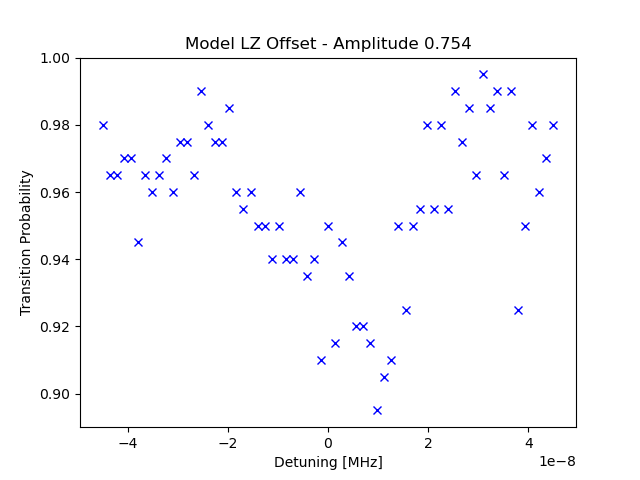 Model LZ Offset - Amplitude 0.754
1.00
0.98
0.96
0.94
0.92
0.90
Transition Probability
−4
−2
0
2
4
1e−8
Detuning [MHz]